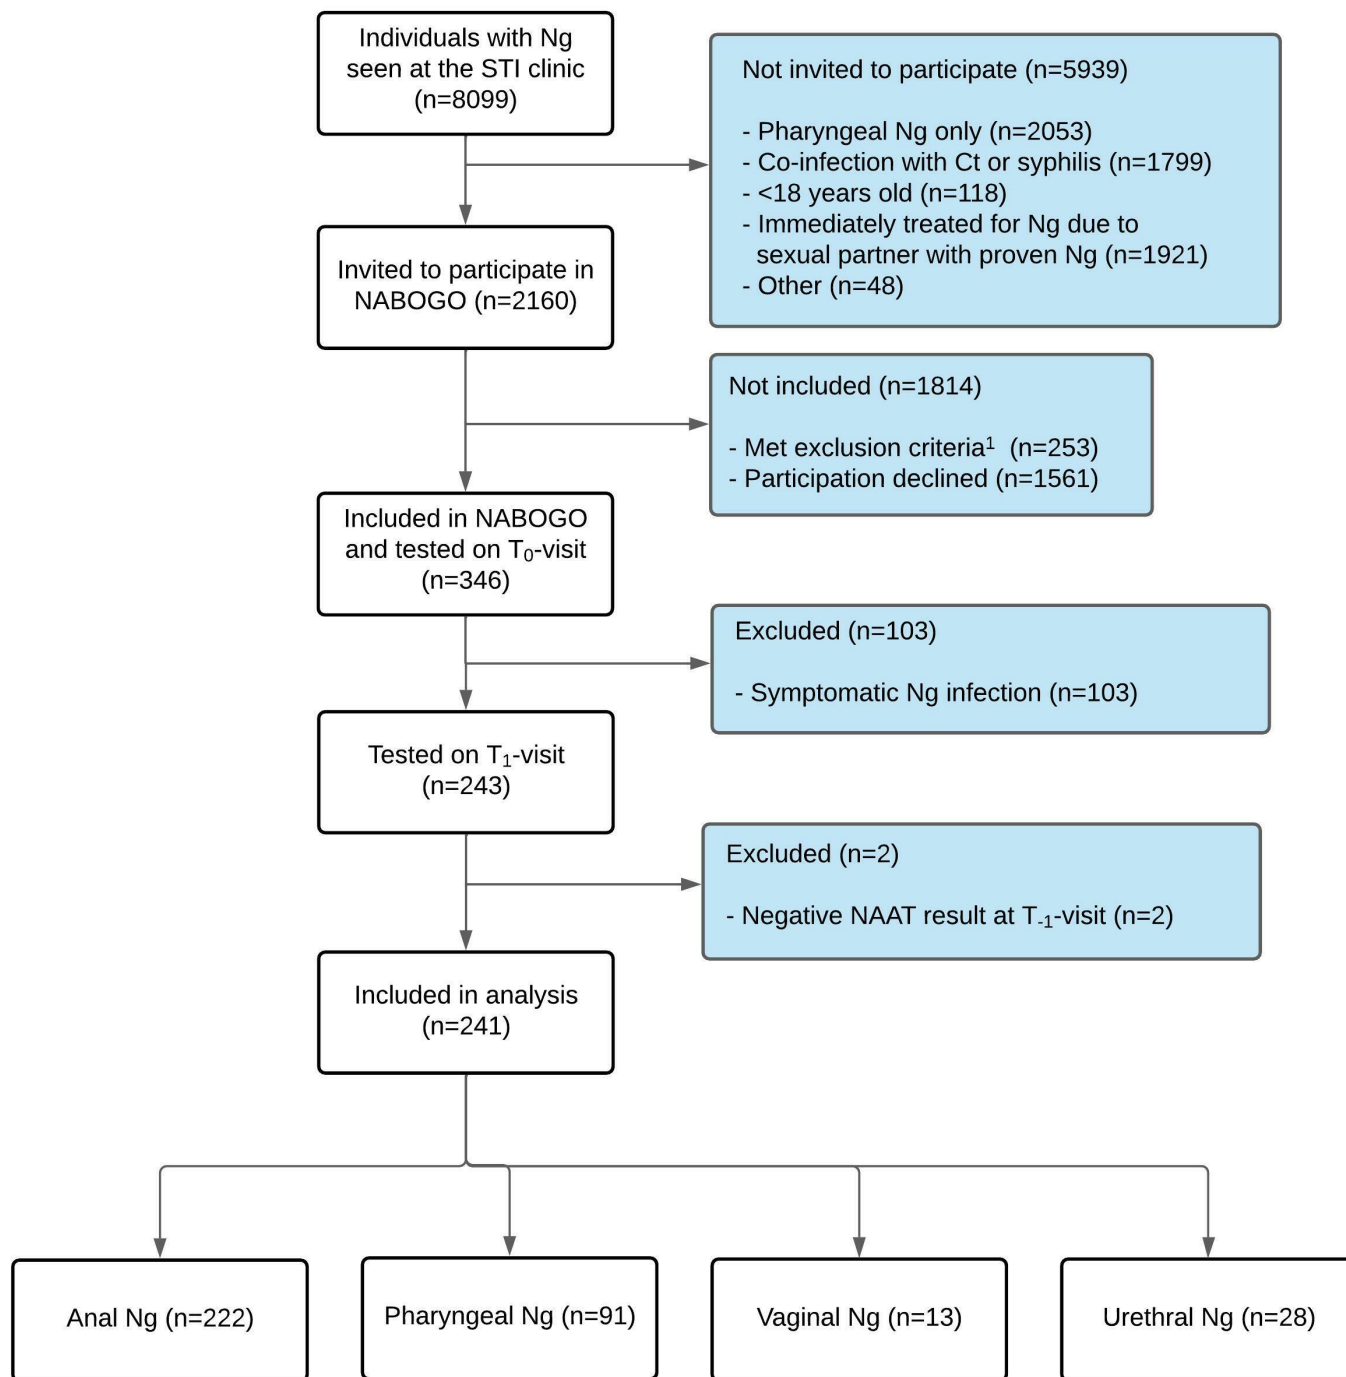 Individuals with Ng
seen at the STI clinic
(n=8099)
Not invited to participate (n=5939)
- Pharyngeal Ng only (n=2053)
- Co-infection with Ct or syphilis (n=1799)
- <18 years old (n=118)
- Immediately treated for Ng due to
sexual partner with proven Ng (n=1921)
- Other (n=48)
Invited to participate in
NABOGO (n=2160)
Not included (n=1814)
- Met exclusion criteria¹ (n=253)
- Participation declined (n=1561)
Included in NABOGO
and tested on T₀-visit
(n=346)
Excluded (n=103)
- Symptomatic Ng infection (n=103)
Tested on T₁-visit
(n=243)
Excluded (n=2)
- Negative NAAT result at T₋₁-visit (n=2)
Included in analysis
(n=241)
Anal Ng (n=222)
Pharyngeal Ng (n=91)
Vaginal Ng (n=13)
Urethral Ng (n=28)